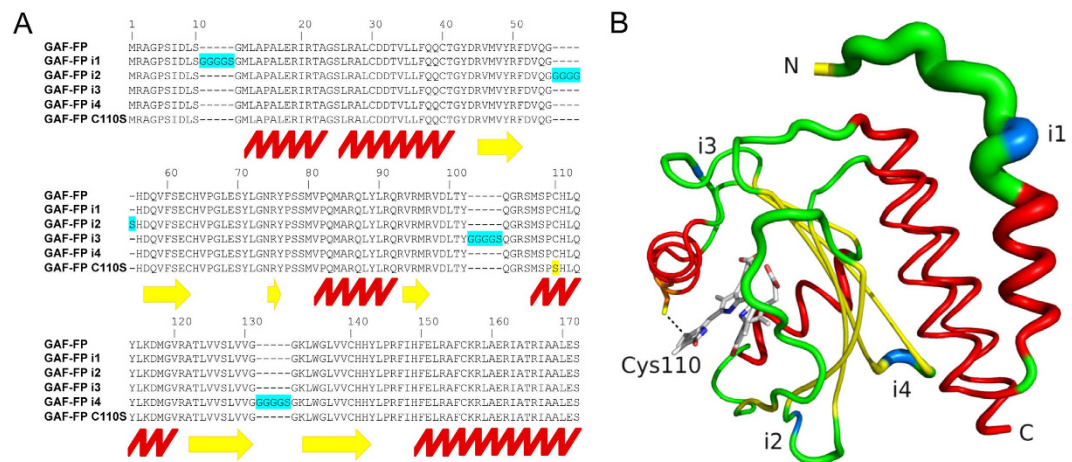 A
1 10 20 30 40 50
GAF-FP MRAGPSIDLS-----GMLAPALERIRTAGSLRALCDDTVLLFQQCTGYDRVMVYRFDVQG----
GAF-FP i1 MRAGPSIDLSGGGGSGMLAPALERIRTAGSLRALCDDTVLLFQQCTGYDRVMVYRFDVQG----
GAF-FP i2 MRAGPSIDLS-----GMLAPALERIRTAGSLRALCDDTVLLFQQCTGYDRVMVYRFDVQGGGGG
GAF-FP i3 MRAGPSIDLS-----GMLAPALERIRTAGSLRALCDDTVLLFQQCTGYDRVMVYRFDVQG----
GAF-FP i4 MRAGPSIDLS-----GMLAPALERIRTAGSLRALCDDTVLLFQQCTGYDRVMVYRFDVQG----
GAF-FP C110S MRAGPSIDLS-----GMLAPALERIRTAGSLRALCDDTVLLFQQCTGYDRVMVYRFDVQG----
60 70 80 90 100 110
GAF-FP -HDQVFSECHVPGLESYLGNRYPSSMVPQMARQLYLRQRVRMRVDLTY-----QGRSMSPCHLQ
GAF-FP i1 -HDQVFSECHVPGLESYLGNRYPSSMVPQMARQLYLRQRVRMRVDLTY-----QGRSMSPCHLQ
GAF-FP i2 SHDQVFSECHVPGLESYLGNRYPSSMVPQMARQLYLRQRVRMRVDLTY-----QGRSMSPCHLQ
GAF-FP i3 -HDQVFSECHVPGLESYLGNRYPSSMVPQMARQLYLRQRVRMRVDLTYGGGGSQGRSMSPCHLQ
GAF-FP i4 -HDQVFSECHVPGLESYLGNRYPSSMVPQMARQLYLRQRVRMRVDLTY-----QGRSMSPCHLQ
GAF-FP C110S -HDQVFSECHVPGLESYLGNRYPSSMVPQMARQLYLRQRVRMRVDLTY-----QGRSMSPSHLQ
120 130 140 150 160 170
GAF-FP YLKDMGVRATLVVSLVVG-----GKLWGLVVCHHYLPRFIHFELRAFCKRLAERIATRIAALES
GAF-FP i1 YLKDMGVRATLVVSLVVG-----GKLWGLVVCHHYLPRFIHFELRAFCKRLAERIATRIAALES
GAF-FP i2 YLKDMGVRATLVVSLVVG-----GKLWGLVVCHHYLPRFIHFELRAFCKRLAERIATRIAALES
GAF-FP i3 YLKDMGVRATLVVSLVVG-----GKLWGLVVCHHYLPRFIHFELRAFCKRLAERIATRIAALES
GAF-FP i4 YLKDMGVRATLVVSLVVGGGGGSGKLWGLVVCHHYLPRFIHFELRAFCKRLAERIATRIAALES
GAF-FP C110S YLKDMGVRATLVVSLVVG-----GKLWGLVVCHHYLPRFIHFELRAFCKRLAERIATRIAALES
B
N
i1
i3
Cys110
i4
i2
C